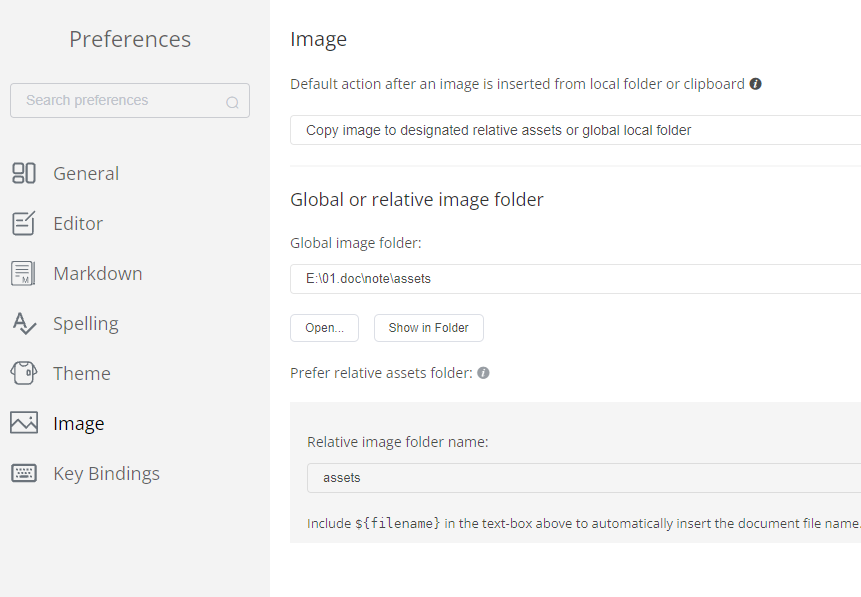 Preferences
Search preferences
General
Editor
Markdown
Spelling
Theme
Image
Key Bindings
Image
Default action after an image is inserted from local folder or clipboard
Copy image to designated relative assets or global local folder
Global or relative image folder
Global image folder:
E:\01.doc\note\assets
Open... Show in Folder
Prefer relative assets folder:
Relative image folder name:
assets
Include ${filename} in the text-box above to automatically insert the document file name.